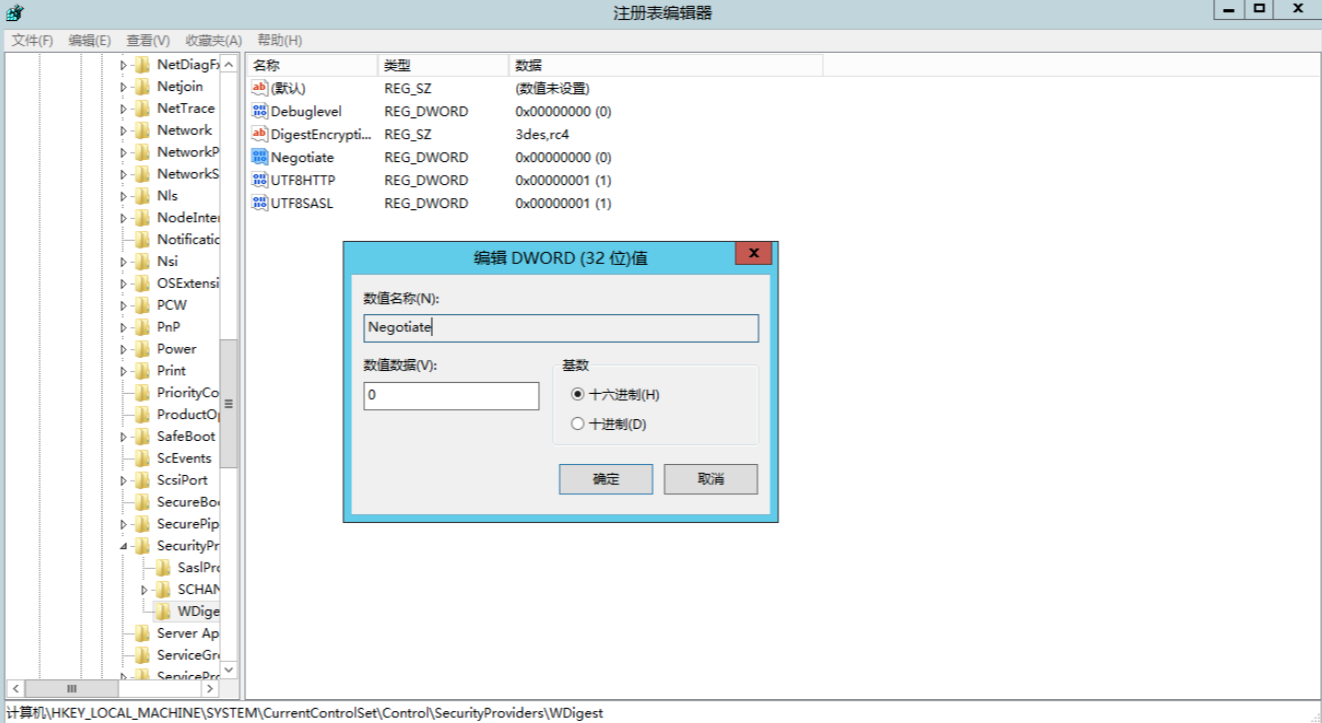 注册表编辑器
文件(F) 编辑(E) 查看(V) 收藏夹(A) 帮助(H)
NetDiagFx
Netjoin
NetTrace
Network
NetworkP
NetworkS
Nls
NodeInter
Notificatic
Nsi
OSExtensi
PCW
PnP
Power
Print
PriorityCo
ProductOp
SafeBoot
ScEvents
ScsiPort
SecureBoo
SecurePip
SecurityPr
SaslPro
SCHAN
WDige
Server Ap
ServiceGro
ServicePro
名称 类型 数据
(默认) REG_SZ (数值未设置)
Debuglevel REG_DWORD 0x00000000 (0)
DigestEncrypti... REG_SZ 3des,rc4
Negotiate REG_DWORD 0x00000000 (0)
UTF8HTTP REG_DWORD 0x00000001 (1)
UTF8SASL REG_DWORD 0x00000001 (1)
编辑 DWORD (32 位)值
数值名称(N):
Negotiate
数值数据(V):
0
基数
十六进制(H)
十进制(D)
确定 取消
计算机\HKEY_LOCAL_MACHINE\SYSTEM\CurrentControlSet\Control\SecurityProviders\WDigest